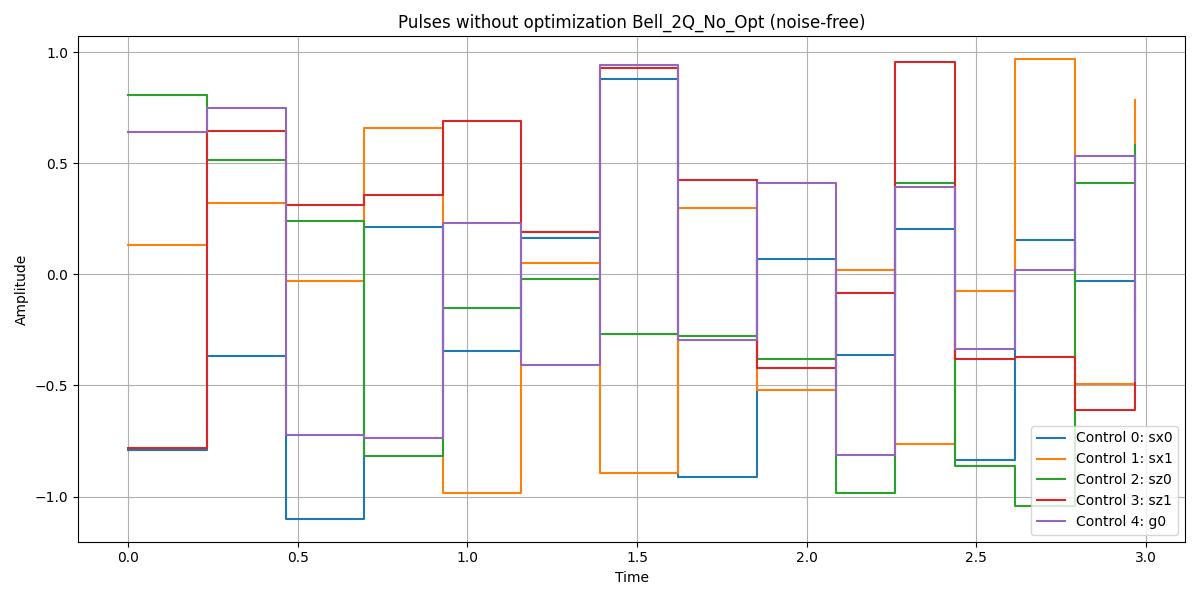 Pulses without optimization Bell_2Q_No_Opt (noise-free)
1.0
0.5
0.0
−0.5
−1.0
Amplitude
Control 0: sx0
Control 1: sx1
Control 2: sz0
Control 3: sz1
Control 4: g0
0.0 0.5 1.0 1.5 2.0 2.5 3.0
Time